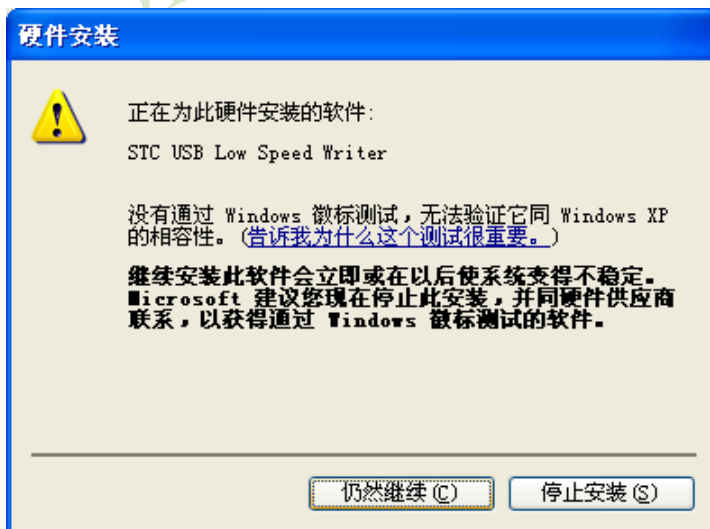 硬件安装
正在为此硬件安装的软件:
STC USB Low Speed Writer
没有通过 Windows 徽标测试，无法验证它同 Windows XP
的相容性。(告诉我为什么这个测试很重要。)
继续安装此软件会立即或在以后使系统变得不稳定。
Microsoft 建议您现在停止此安装，并同硬件供应商
联系，以获得通过 Windows 徽标测试的软件。
仍然继续(C)
停止安装(S)